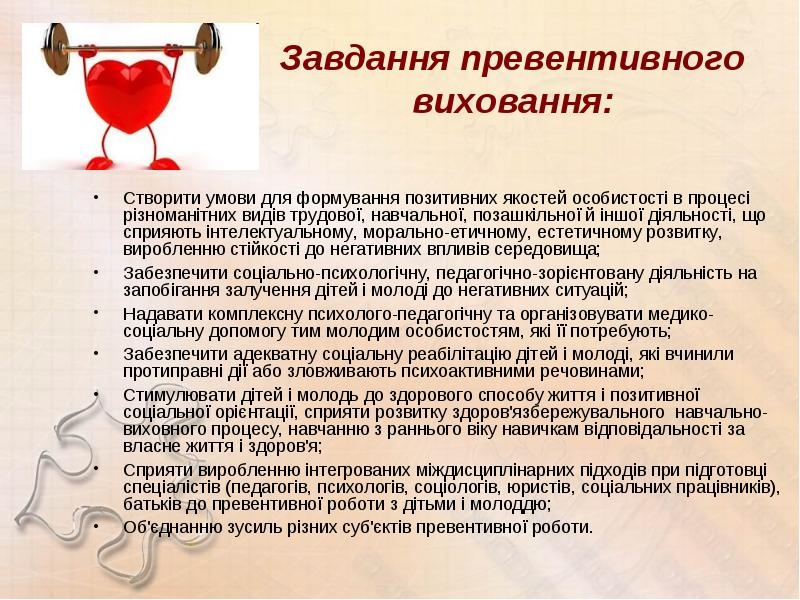 Завдання превентивного
виховання:
• Створити умови для формування позитивних якостей особистості в процесі
різноманітних видів трудової, навчальної, позашкільної й іншої діяльності, що
сприяють інтелектуальному, морально-етичному, естетичному розвитку,
виробленню стійкості до негативних впливів середовища;
• Забезпечити соціально-психологічну, педагогічно-зорієнтовану діяльність на
запобігання залучення дітей і молоді до негативних ситуацій;
• Надавати комплексну психолого-педагогічну та організовувати медико-
соціальну допомогу тим молодим особистостям, які її потребують;
• Забезпечити адекватну соціальну реабілітацію дітей і молоді, які вчинили
протиправні дії або зловживають психоактивними речовинами;
• Стимулювати дітей і молодь до здорового способу життя і позитивної
соціальної орієнтації, сприяти розвитку здоров'язбережувального навчально-
виховного процесу, навчанню з раннього віку навичкам відповідальності за
власне життя і здоров'я;
• Сприяти виробленню інтегрованих міждисциплінарних підходів при підготовці
спеціалістів (педагогів, психологів, соціологів, юристів, соціальних працівників),
батьків до превентивної роботи з дітьми і молоддю;
• Об'єднанню зусиль різних суб'єктів превентивної роботи.